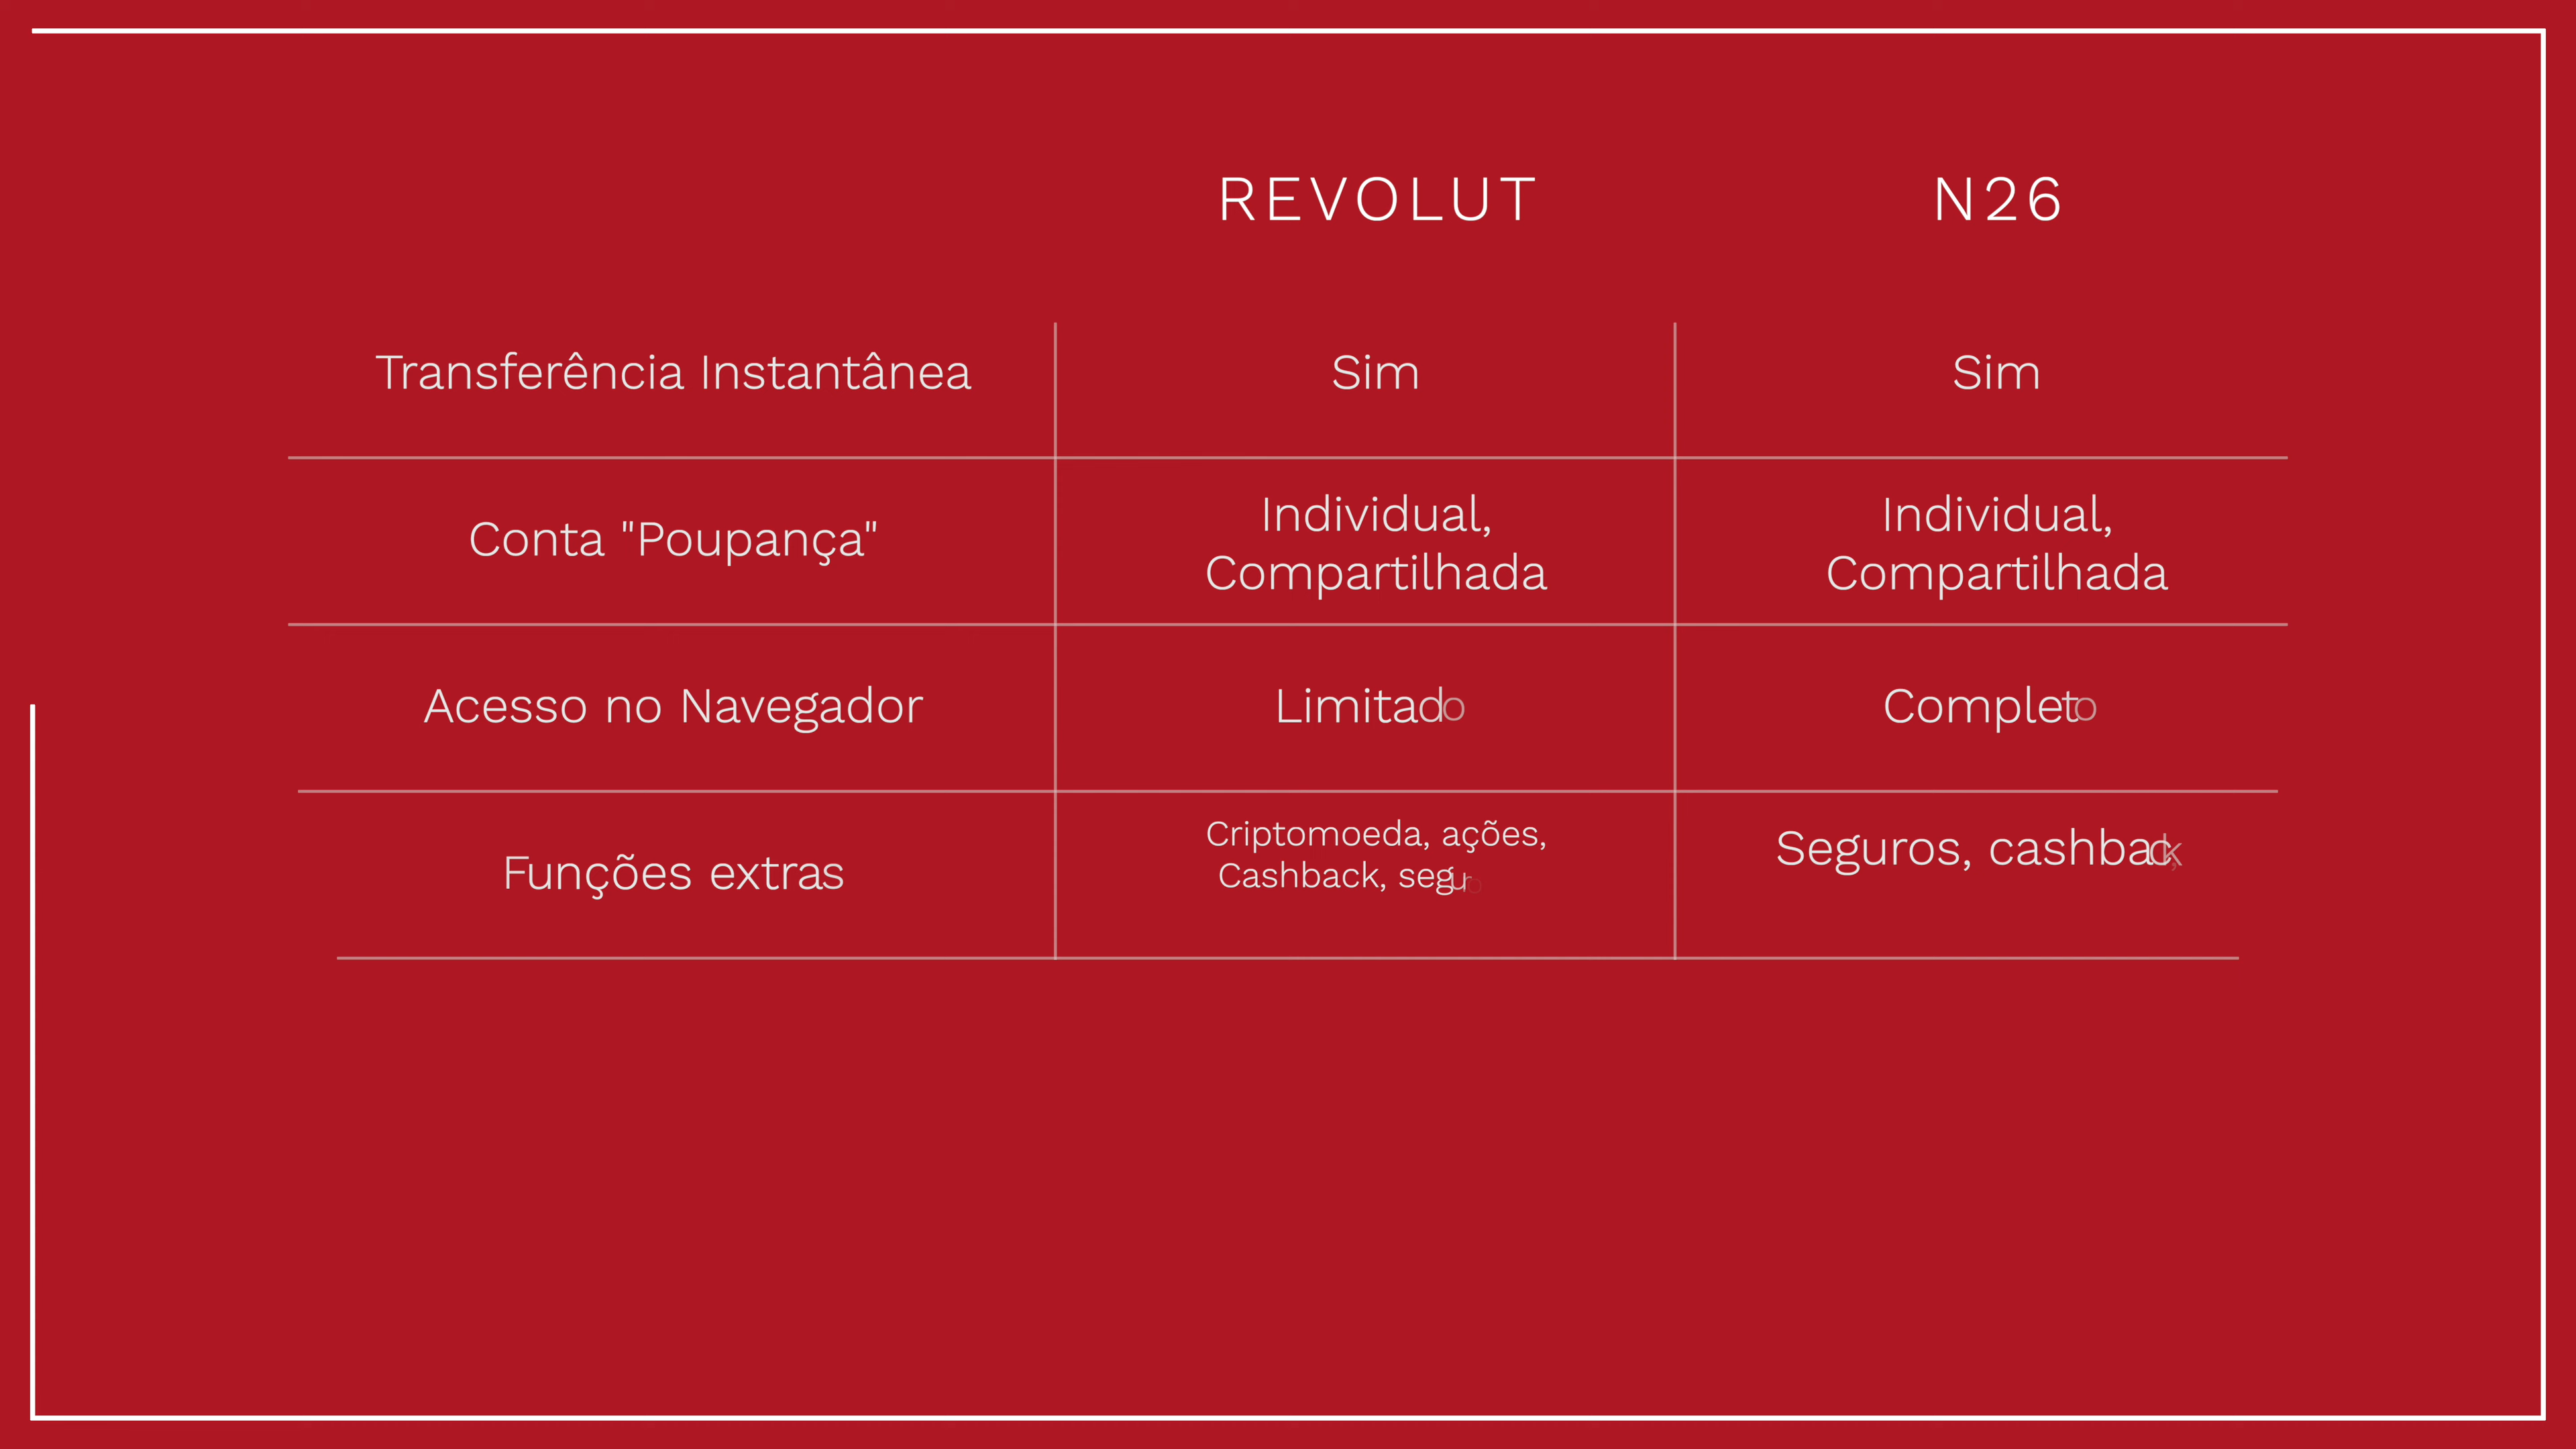 REVOLUT N26
Transferência Instantânea Sim Sim
Conta "Poupança" Individual, Compartilhada Individual, Compartilhada
Acesso no Navegador Limitado Completo
Funções extras Criptomoeda, ações, Seguros, cashback,
Cashback,